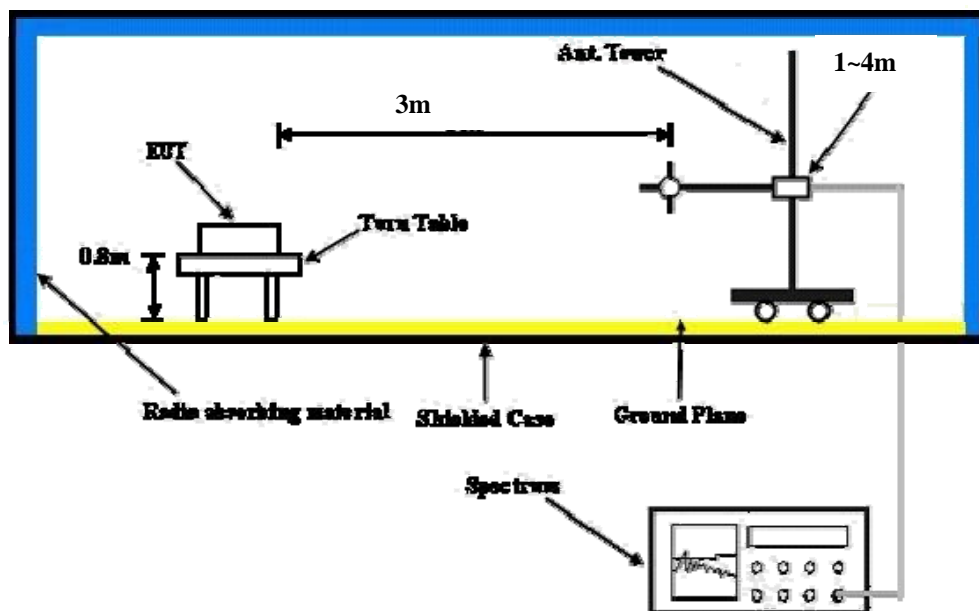 Ant. Tower
1~4m
3m
EUT
Turn Table
0.8m
Radio absorbing material
Shielded Case
Ground Plane
Spectrum